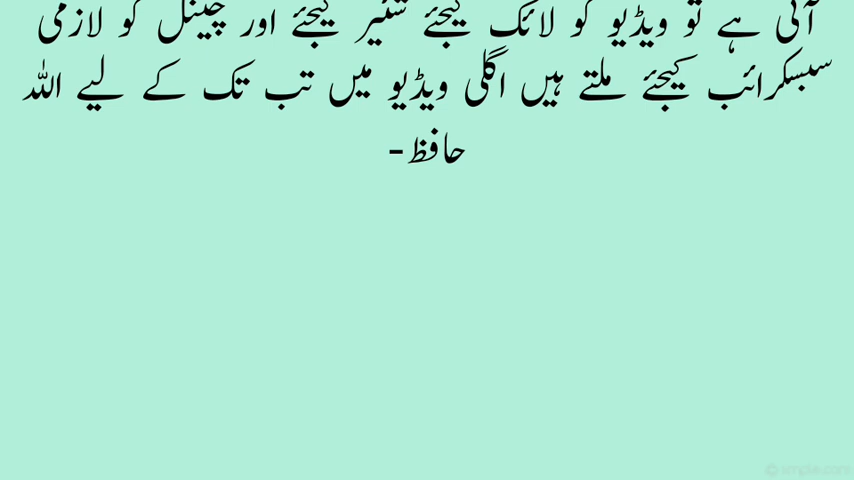 آئی ہے تو ویڈیو کو لائک کیجئے شئیر کیجئے اور چینل کو لازمی
سبسکرائب کیجئے ملتے ہیں اگلی ویڈیو میں تب تک کے لیے اللہ
حافظ-